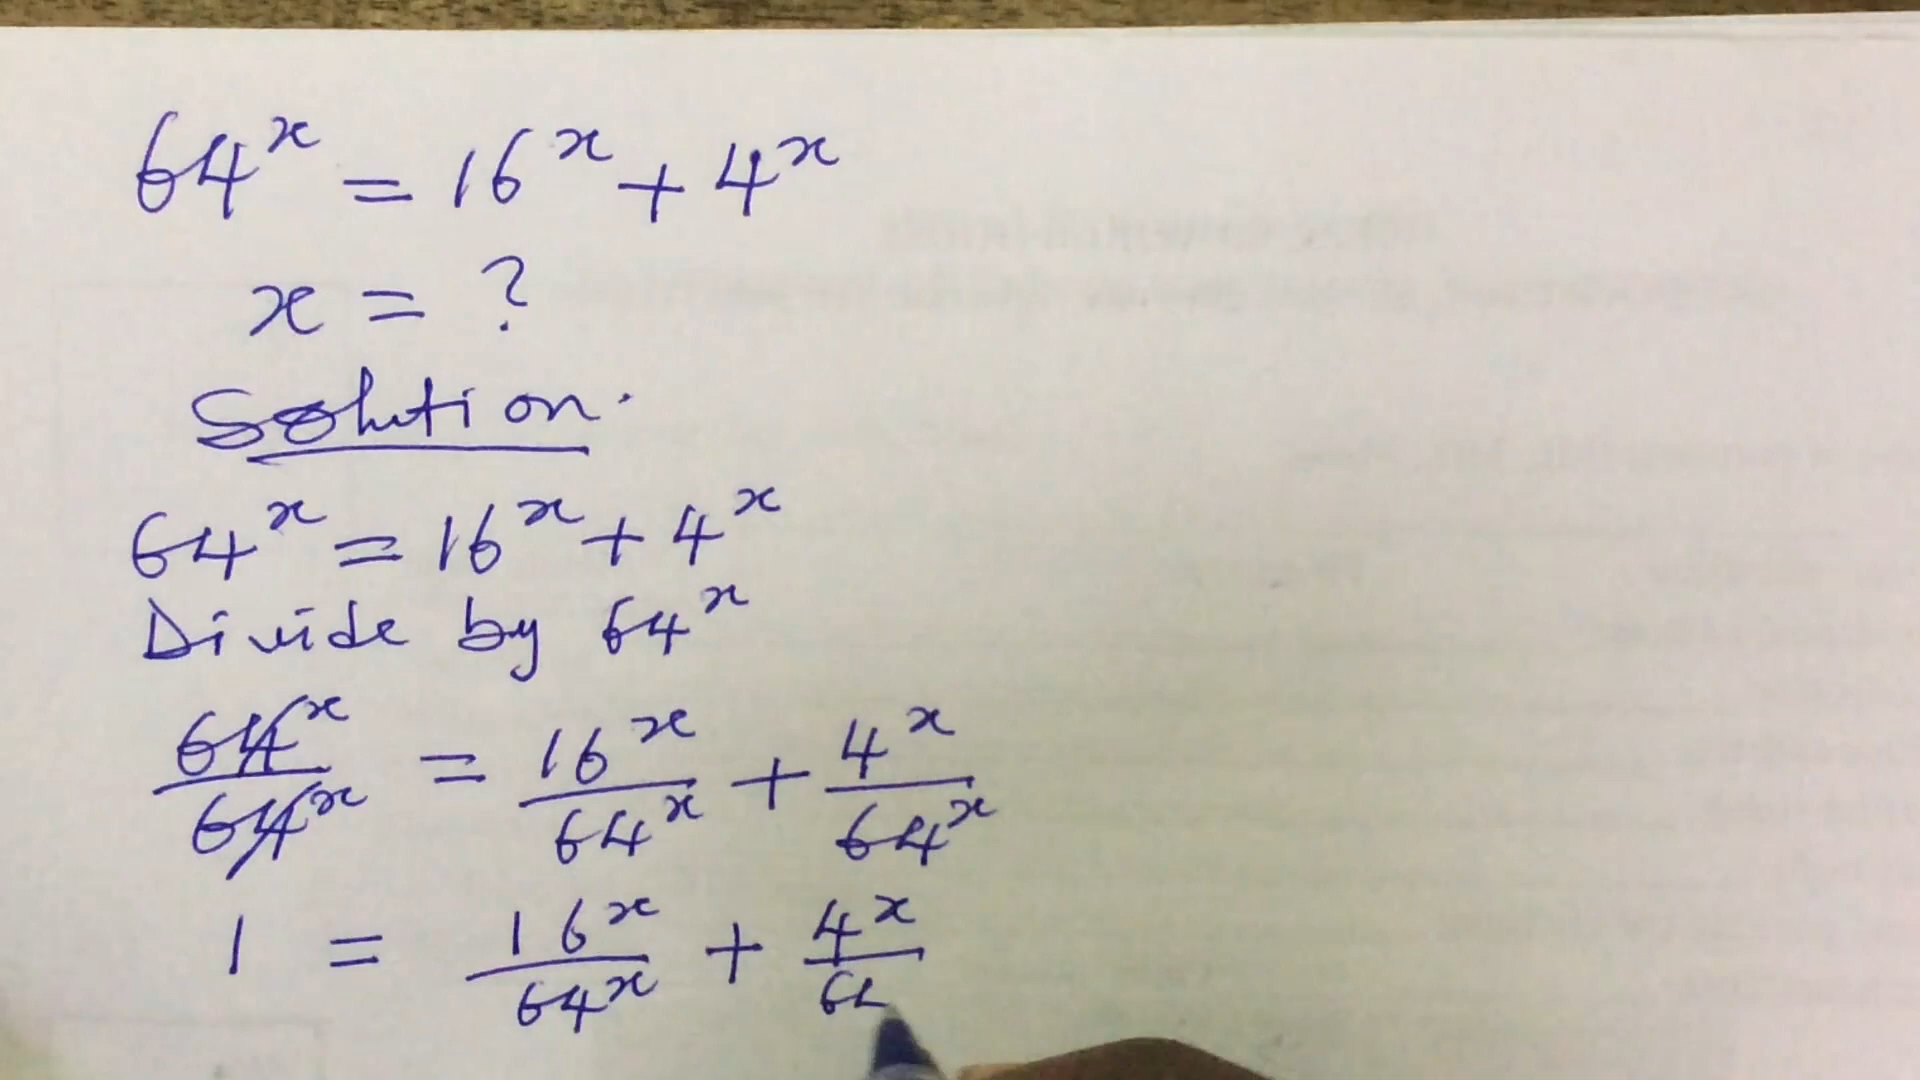 64^x = 16^x + 4^x
x = ?
Solution.
64^x = 16^x + 4^x
Divide by 64^x
64^x/64^x = 16^x/64^x + 4^x/64^x
1 = 16^x/64^x + 4^x/6